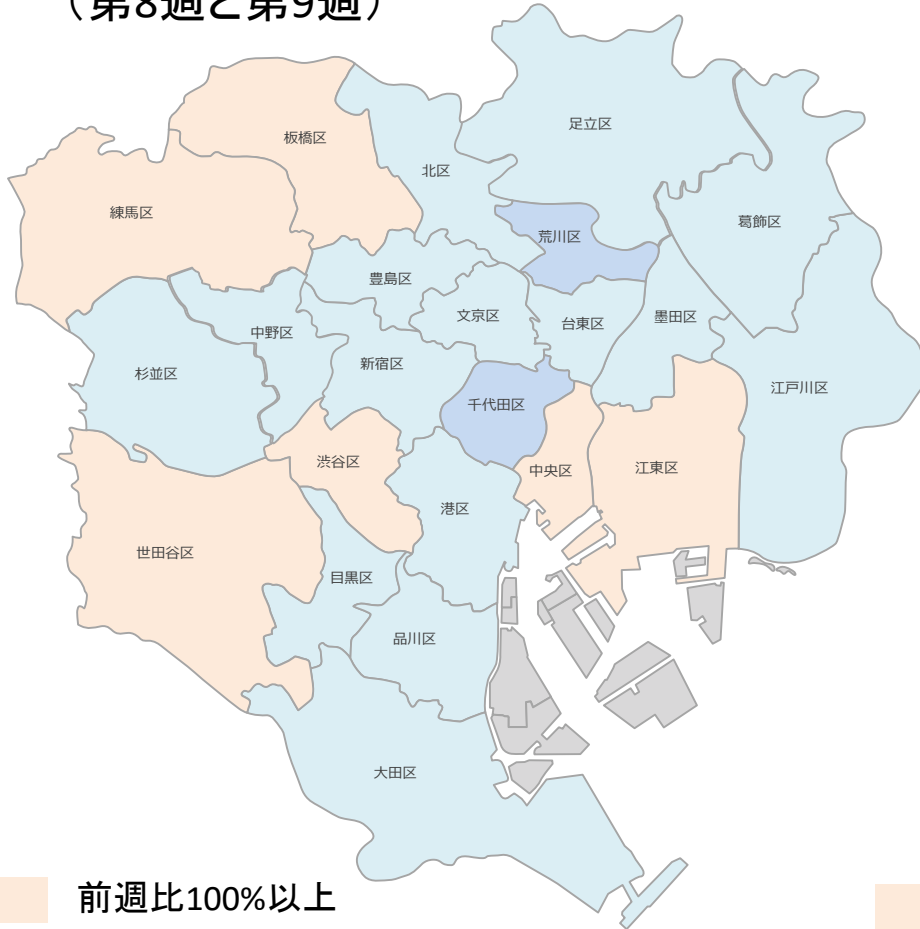 （第8週と第9週）
足立区
板橋区
北区
練馬区
葛飾区
荒川区
豊島区
文京区
台東区
墨田区
中野区
新宿区
杉並区
江戸川区
千代田区
渋谷区
中央区
江東区
港区
世田谷区
目黒区
品川区
大田区
前週比100%以上